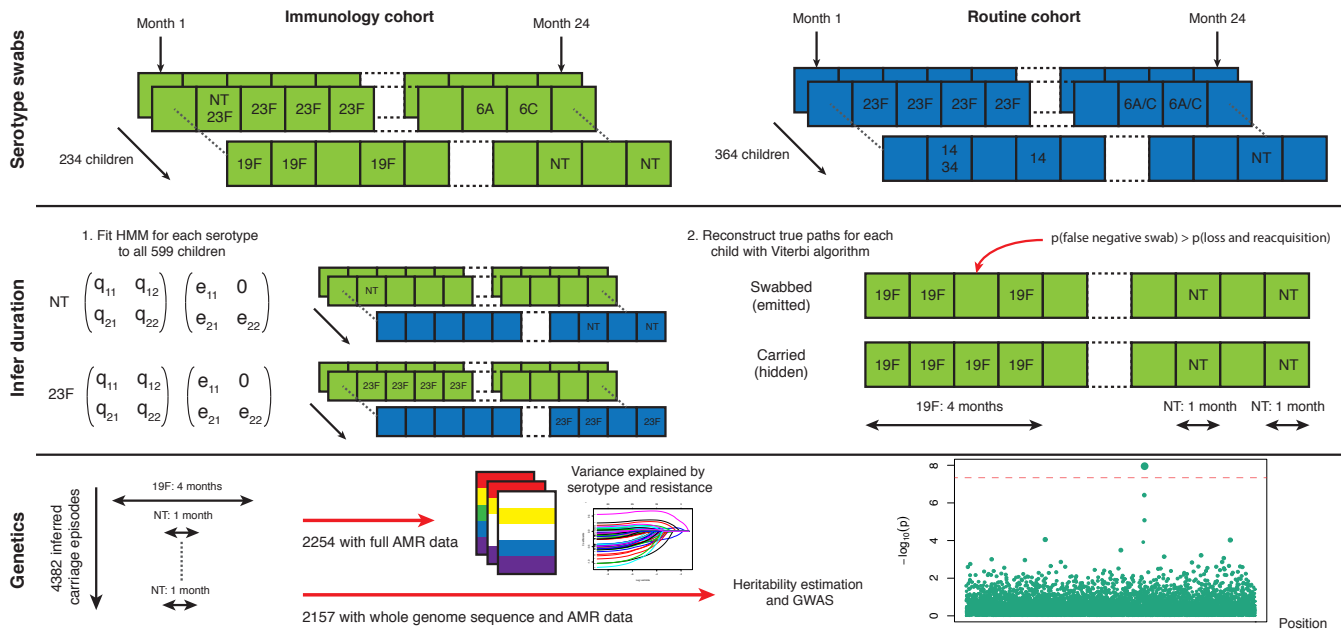 Immunology cohort
Routine cohort
Serotype swabs
Month 1
Month 24
Month 1
Month 24
NT
23F
23F
23F
23F
6A
6C
19F
19F
19F
NT
NT
234 children
23F
23F
23F
23F
6A/C
6A/C
14
34
14
NT
364 children
Infer duration
1. Fit HMM for each serotype
to all 599 children
NT
q11 q12
q21 q22
e11 0
e21 e22
NT
NT
NT
23F
q11 q12
q21 q22
e11 0
e21 e22
23F
23F
23F
23F
23F
23F
23F
2. Reconstruct true paths for each
child with Viterbi algorithm
p(false negative swab) > p(loss and reacquisition)
Swabbed
(emitted)
19F
19F
19F
NT
NT
Carried
(hidden)
19F
19F
19F
19F
NT
NT
19F: 4 months
NT: 1 month
NT: 1 month
Genetics
4382 inferred
carriage episodes
19F: 4 months
NT: 1 month
NT: 1 month
2254 with full AMR data
Variance explained by
serotype and resistance
2157 with whole genome sequence and AMR data
Heritability estimation
and GWAS
−log10(p)
8
6
4
2
0
Position